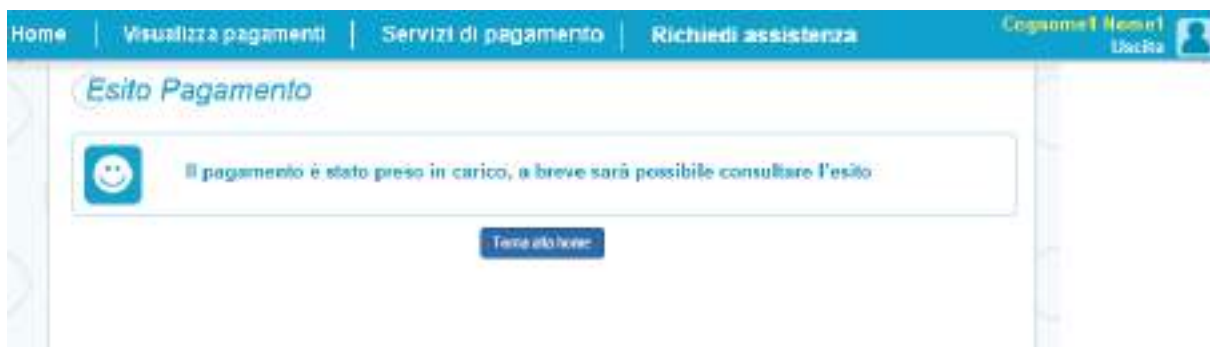 Home | Visualizza pagamenti | Servizi di pagamento | Richiedi assistenza
Cognome1 Nome1
Uscita
Esito Pagamento
Il pagamento è stato preso in carico, a breve sarà possibile consultare l'esito
Torna alla home